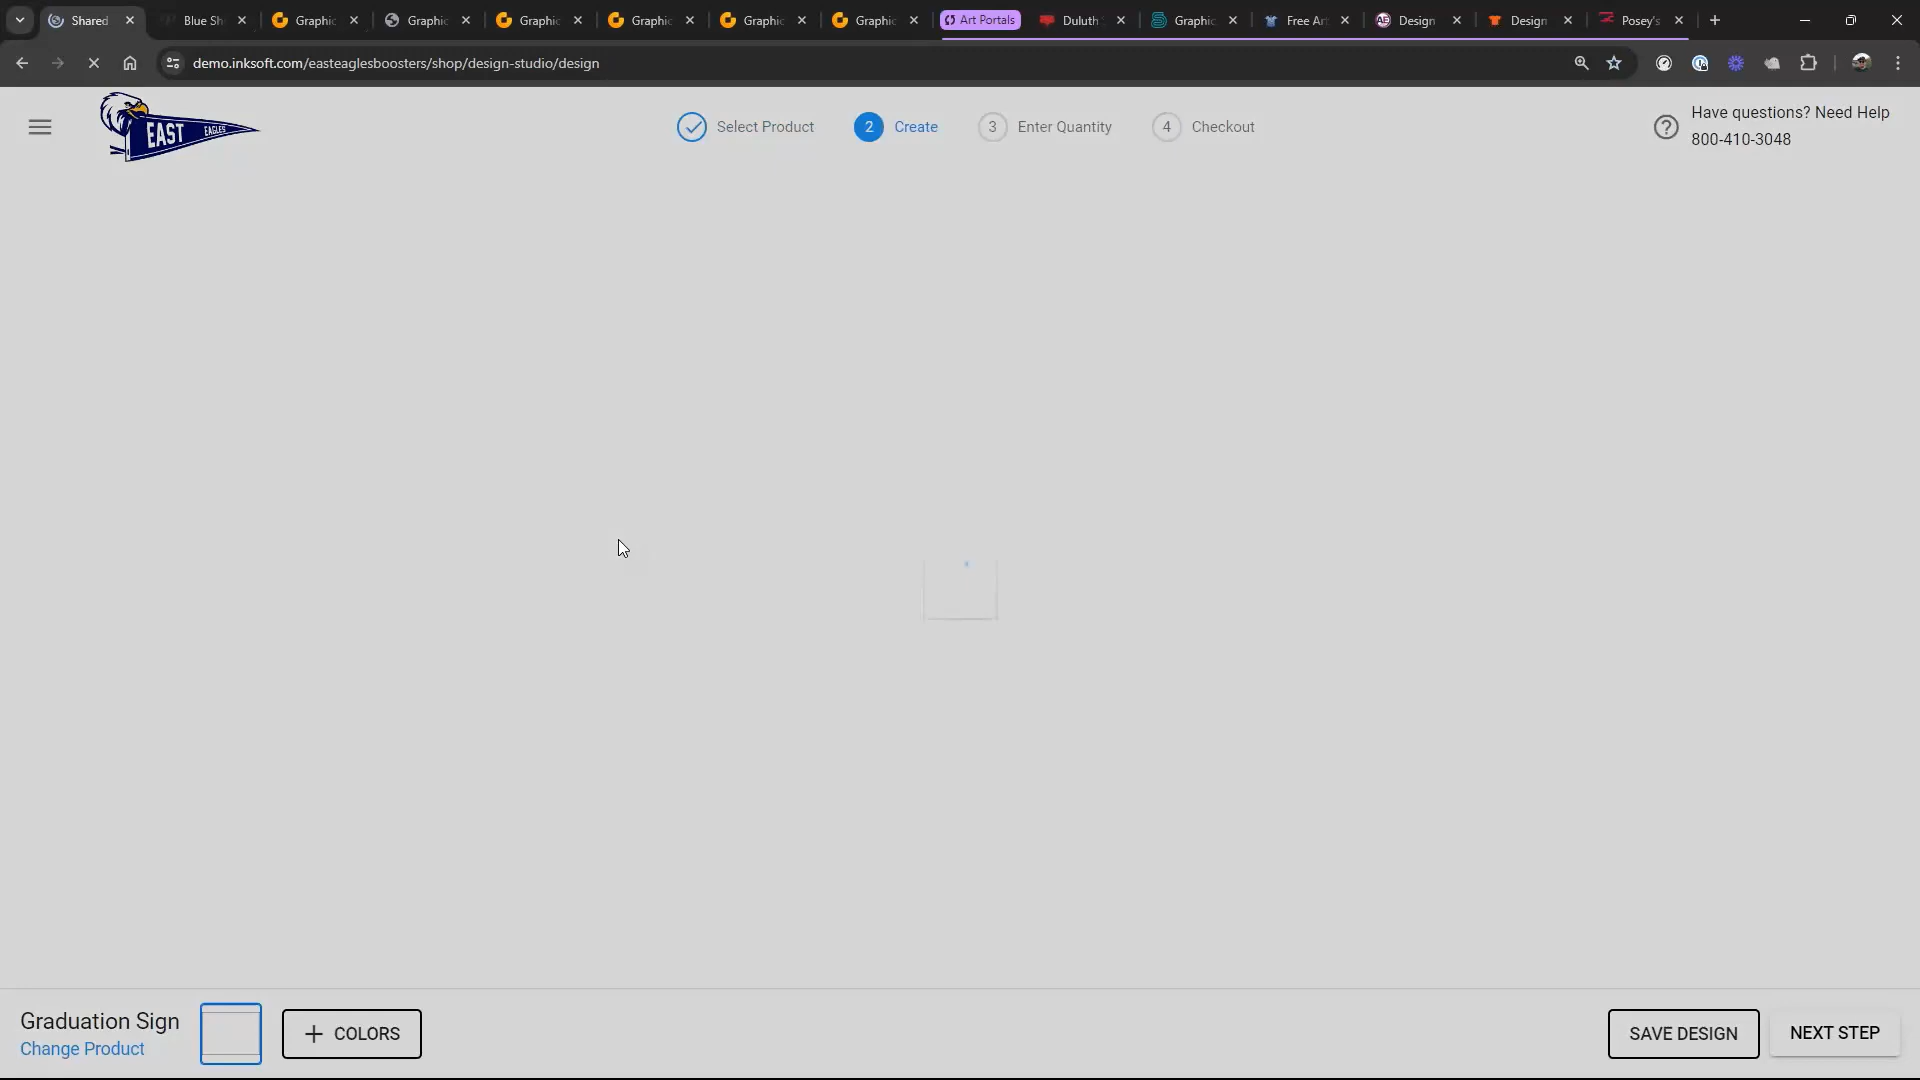 Shared
Blue Sh
Graphic
Graphic
Graphic
Graphic
Graphic
Graphic
Art Portals
Duluth
Graphic
Free Ar
Design
Design
Posey's
demo.inksoft.com/easteaglesboosters/shop/design-studio/design
EAST EAGLES
Select Product
2 Create
3 Enter Quantity
4 Checkout
Have questions? Need Help
800-410-3048
Graduation Sign
Change Product
+ COLORS
SAVE DESIGN
NEXT STEP